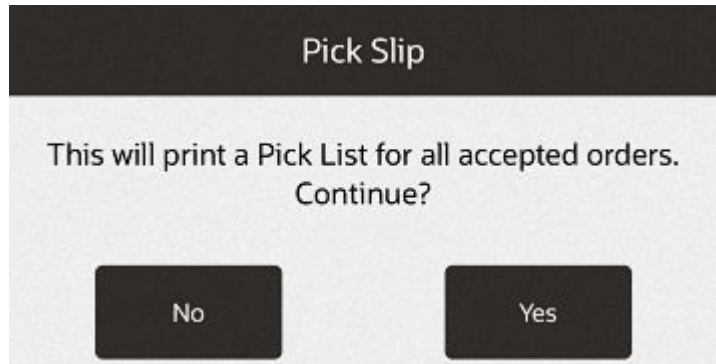 Pick Slip
This will print a Pick List for all accepted orders.
Continue?
No
Yes